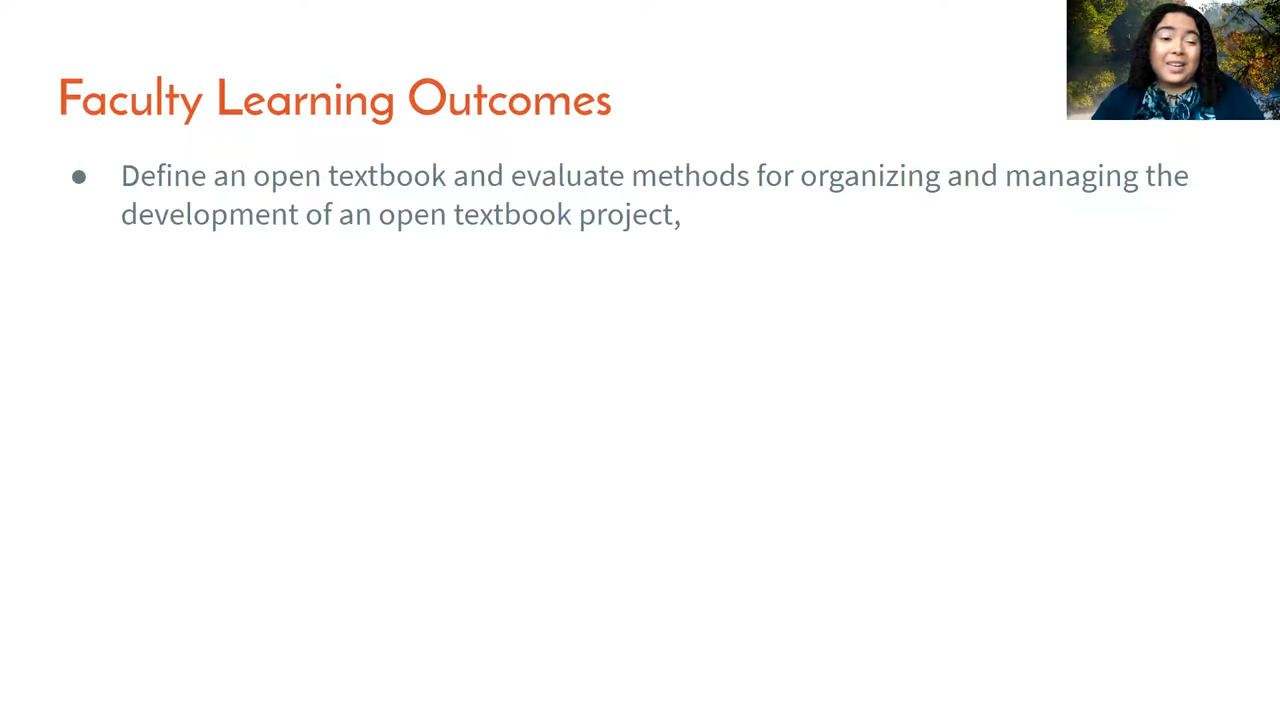 Faculty Learning Outcomes
● Define an open textbook and evaluate methods for organizing and managing the
development of an open textbook project,